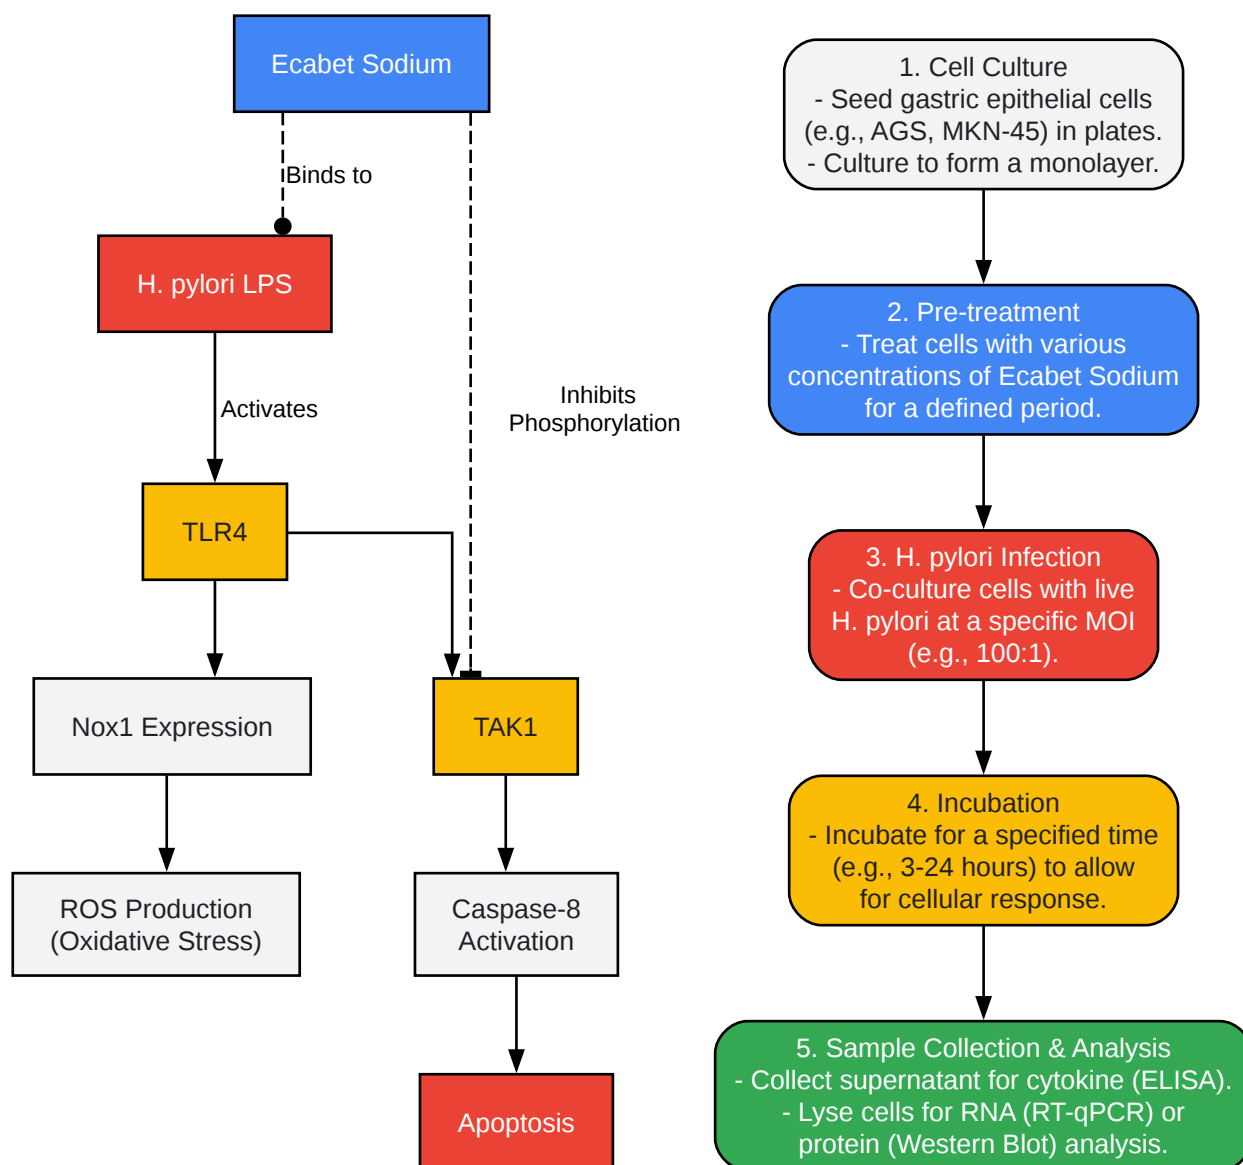 Ecabet Sodium
Binds to
H. pylori LPS
Activates
Inhibits
Phosphorylation
TLR4
Nox1 Expression
TAK1
ROS Production
(Oxidative Stress)
Caspase-8
Activation
Apoptosis
1. Cell Culture
- Seed gastric epithelial cells
(e.g., AGS, MKN-45) in plates.
- Culture to form a monolayer.
2. Pre-treatment
- Treat cells with various
concentrations of Ecabet Sodium
for a defined period.
3. H. pylori Infection
- Co-culture cells with live
H. pylori at a specific MOI
(e.g., 100:1).
4. Incubation
- Incubate for a specified time
(e.g., 3-24 hours) to allow
for cellular response.
5. Sample Collection & Analysis
- Collect supernatant for cytokine (ELISA).
- Lyse cells for RNA (RT-qPCR) or
protein (Western Blot) analysis.